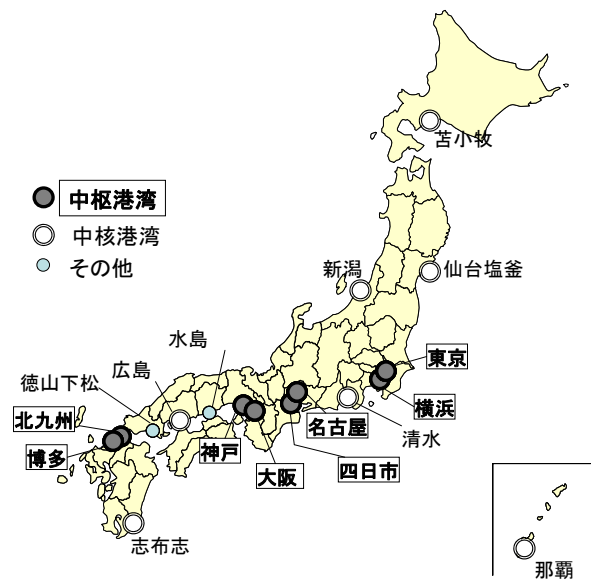 苫小牧
中枢港湾
中核港湾
その他
新潟
仙台塩釜
水島
東京
広島
徳山下松
横浜
北九州
名古屋
清水
博多
神戸
大阪
四日市
志布志
那覇